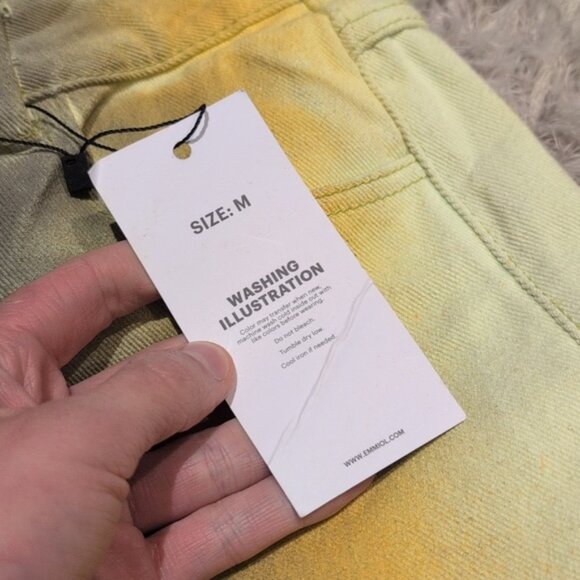 SIZE: M
WASHING
ILLUSTRATION
Color may transfer when new,
machine wash cold inside out with
like colors before wearing.
Do not bleach.
Tumble dry low.
Cool iron if needed.
WWW.EMMIOL.COM